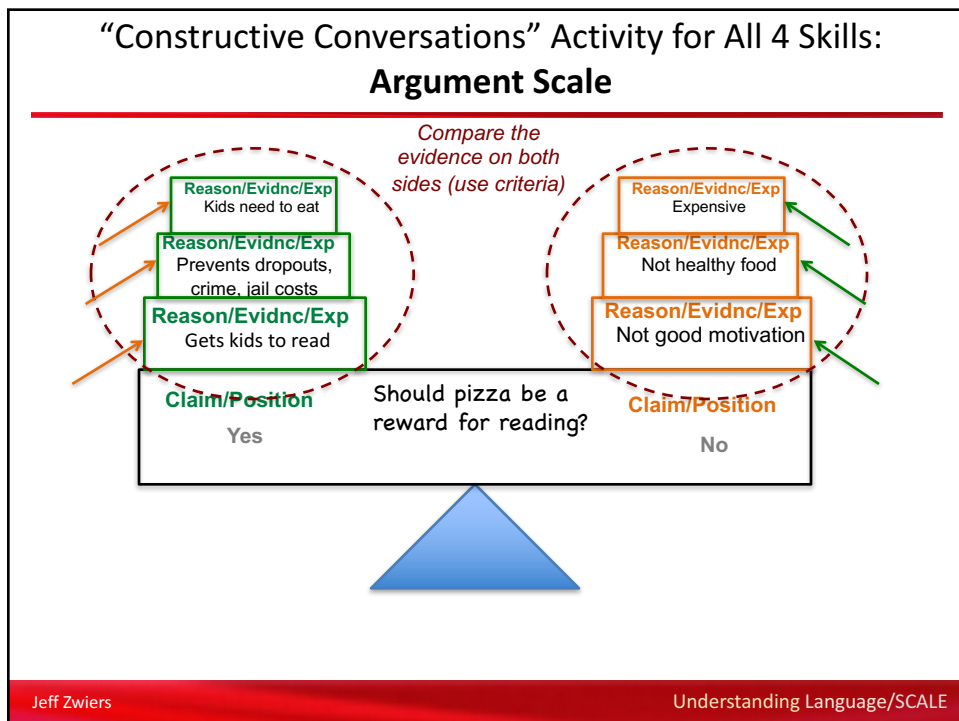 “Constructive Conversations” Activity for All 4 Skills:
Argument Scale
Compare the
evidence on both
sides (use criteria)
Reason/Evidnc/Exp
Kids need to eat
Reason/Evidnc/Exp
Prevents dropouts,
crime, jail costs
Reason/Evidnc/Exp
Gets kids to read
Reason/Evidnc/Exp
Expensive
Reason/Evidnc/Exp
Not healthy food
Reason/Evidnc/Exp
Not good motivation
Claim/Position
Yes
Should pizza be a
reward for reading?
Claim/Position
No
Jeff Zwiers
Understanding Language/SCALE